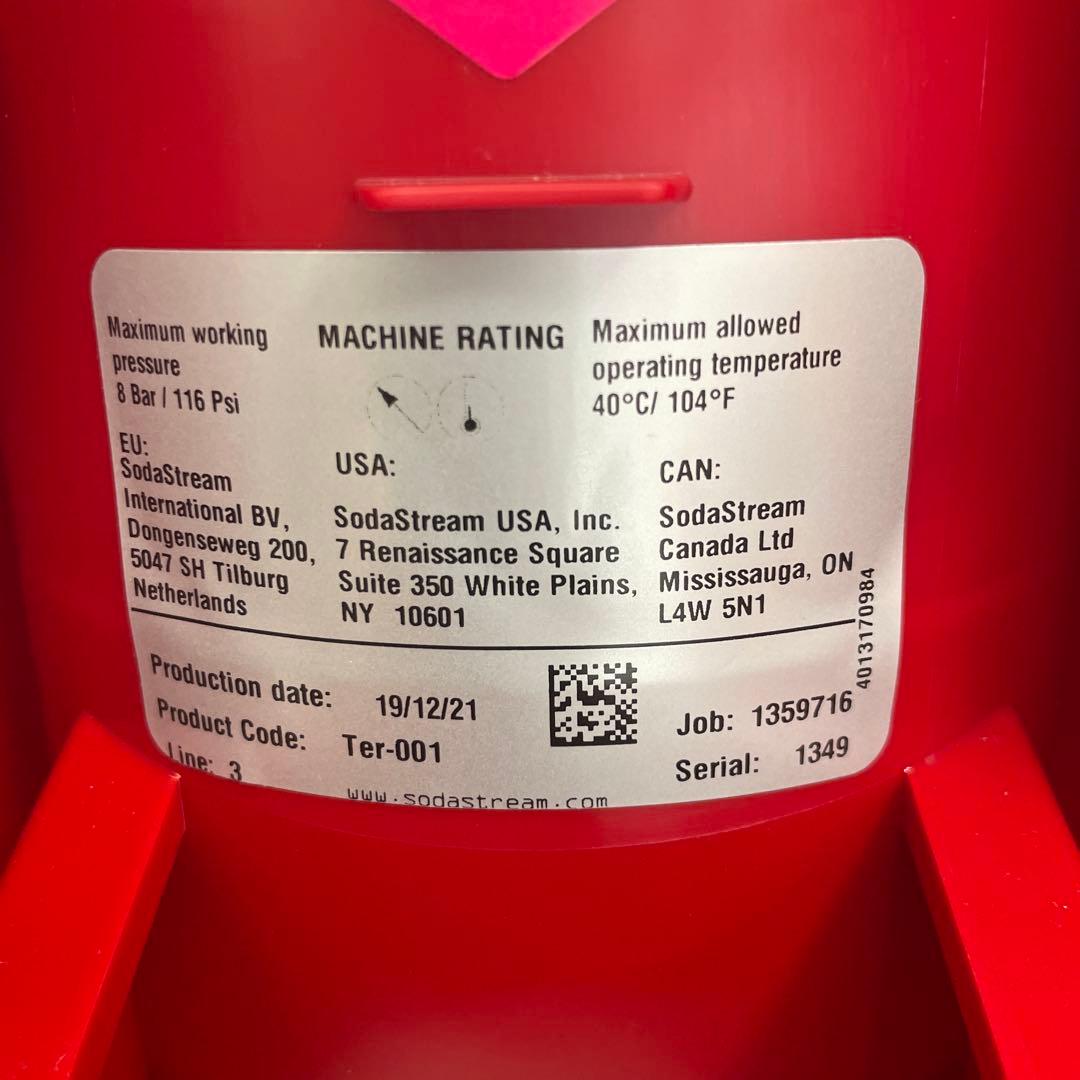 Maximum working
pressure
8 Bar / 116 Psi
MACHINE RATING
Maximum allowed
operating temperature
40°C/ 104°F
EU:
SodaStream
International BV,
Dongenseweg 200,
5047 SH Tilburg
Netherlands
USA:
SodaStream USA, Inc.
7 Renaissance Square
Suite 350 White Plains,
NY 10601
CAN:
SodaStream
Canada Ltd
Mississauga, ON
L4W 5N1
4013170984
Production date: 19/12/21
Product Code: Ter-001
Line: 3
Job: 1359716
Serial: 1349
www.sodastream.com